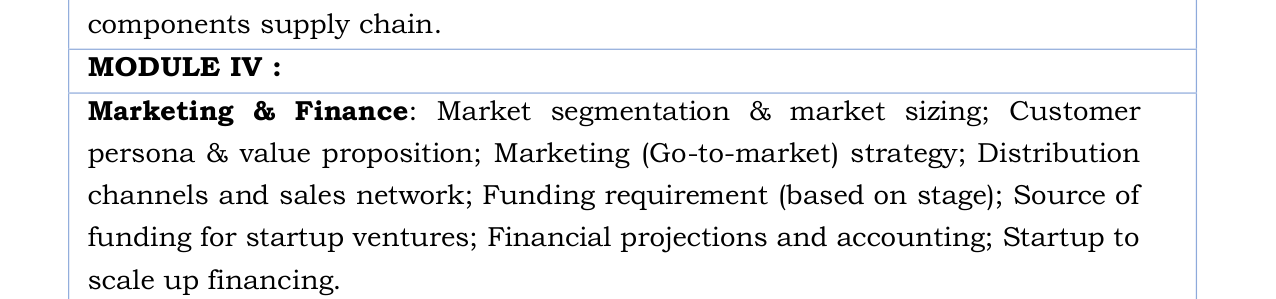 components supply chain.
MODULE IV :
Marketing & Finance: Market segmentation & market sizing; Customer
persona & value proposition; Marketing (Go-to-market) strategy; Distribution
channels and sales network; Funding requirement (based on stage); Source of
funding for startup ventures; Financial projections and accounting; Startup to
scale up financing.